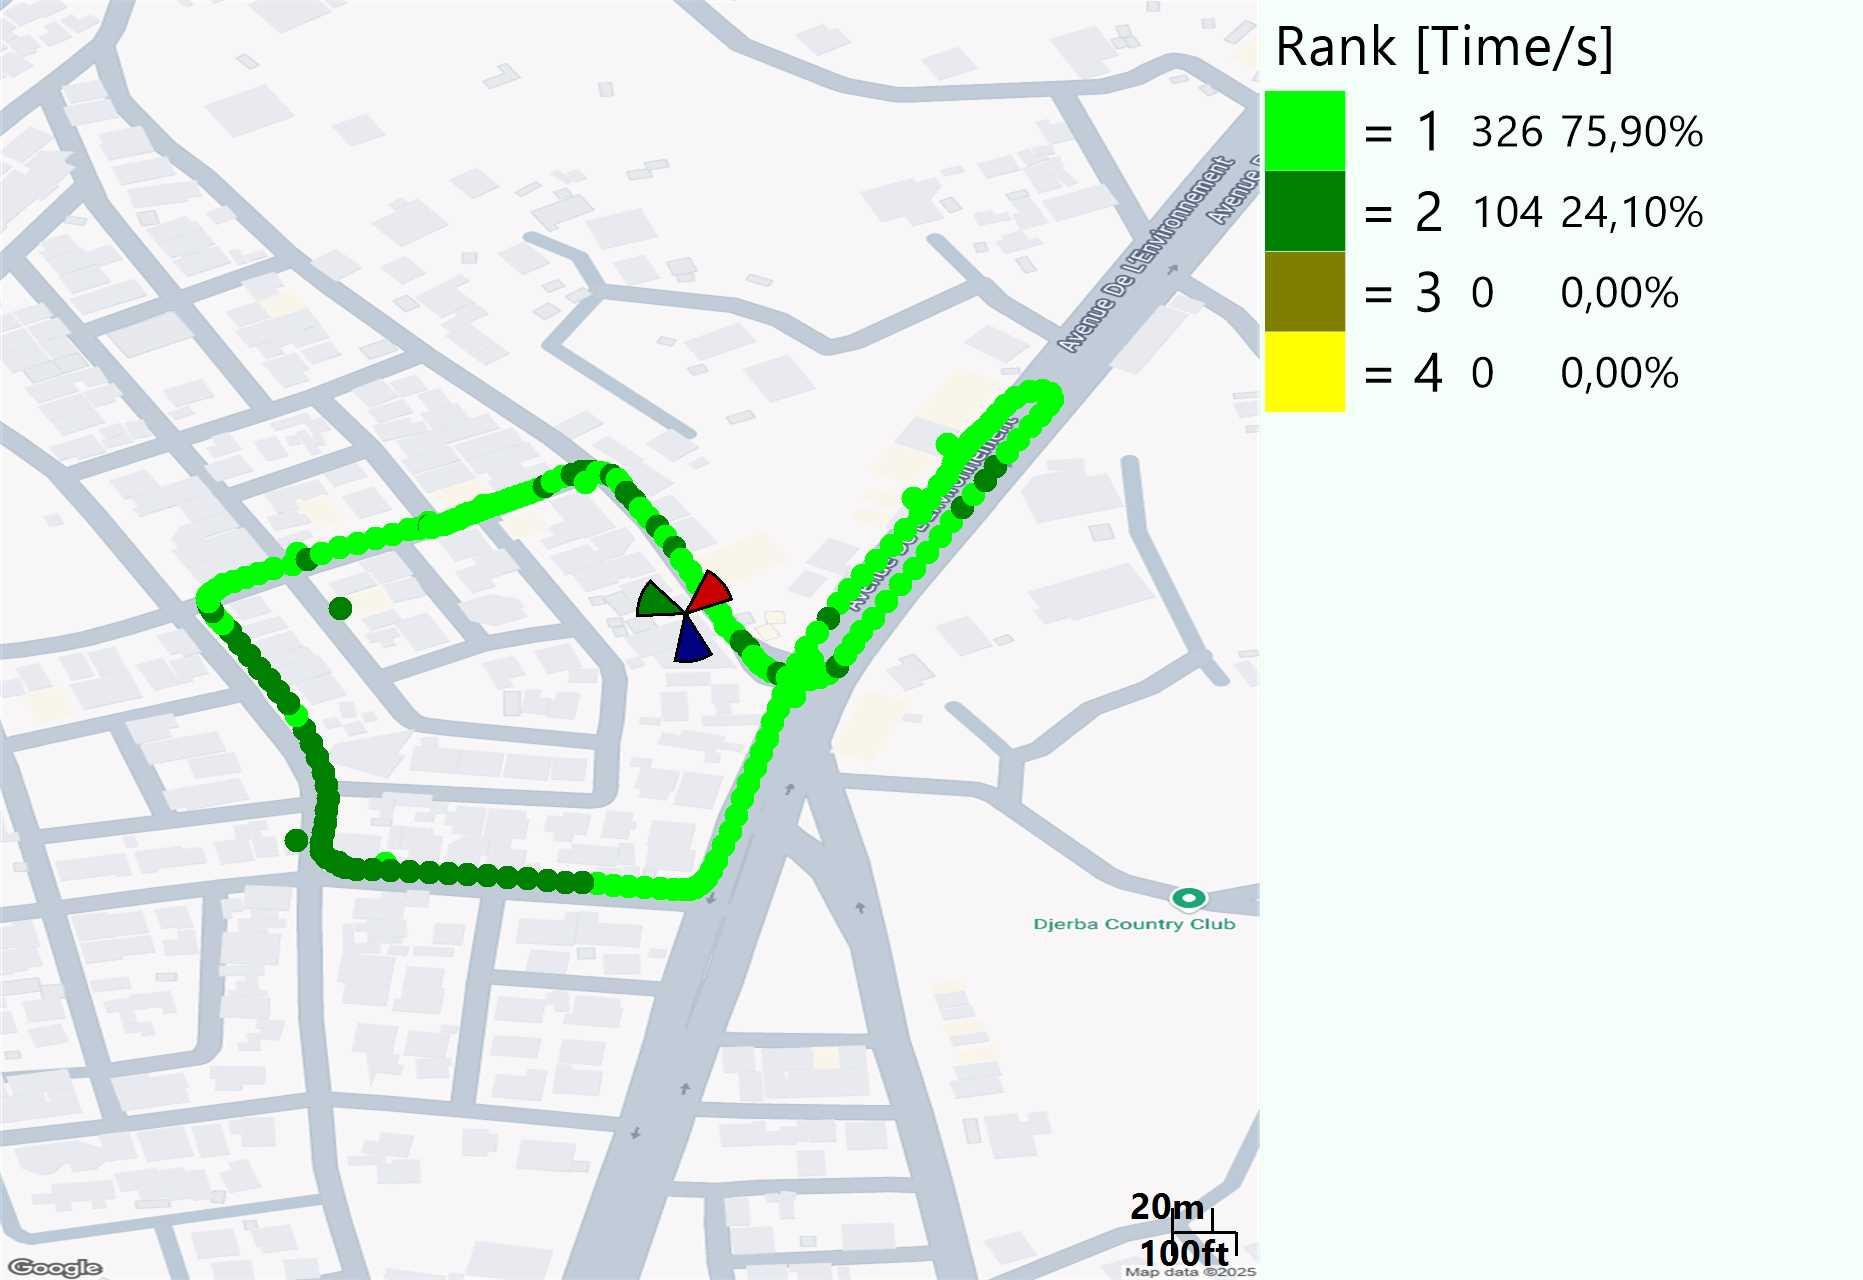 Rank [Time/s]
= 1 326 75,90%
= 2 104 24,10%
= 3 0 0,00%
= 4 0 0,00%
Avenue De L'Environnement
Avenue
Djerba Country Club
20m
100ft
Google
Map data ©2025